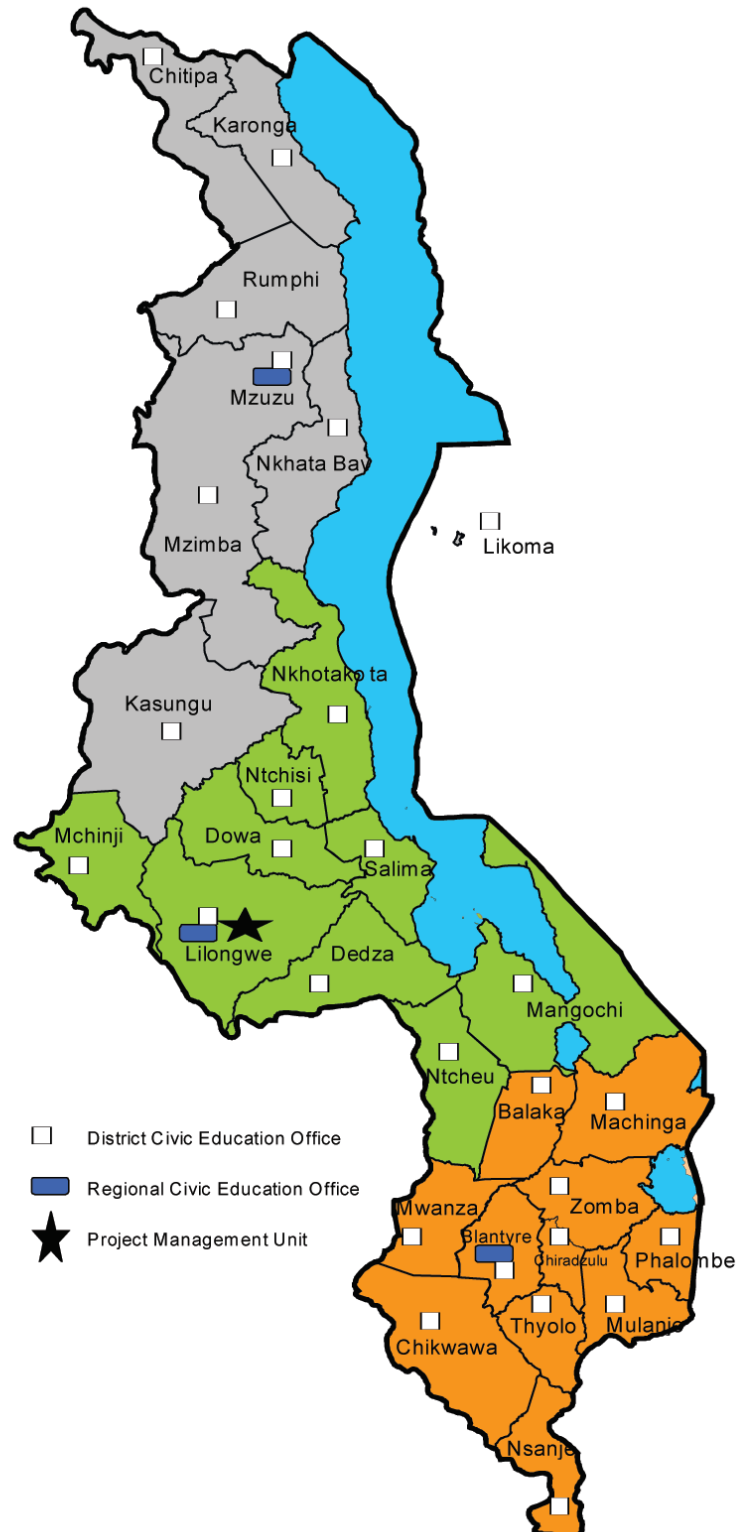 Chitipa
Karonga
Rumphi
Mzuzu
Nkhata Bay
Mzimba
Likoma
Nkhotakota
Kasungu
Ntchisi
Mchinji
Dowa
Salima
Lilongwe
Dedza
Mangochi
Ntcheu
Balaka
Machinga
District Civic Education Office
Regional Civic Education Office
Project Management Unit
Mwanza
Zomba
Blantyre
Chiradzulu
Phalombe
Thyolo
Mulanje
Chikwawa
Nsanje